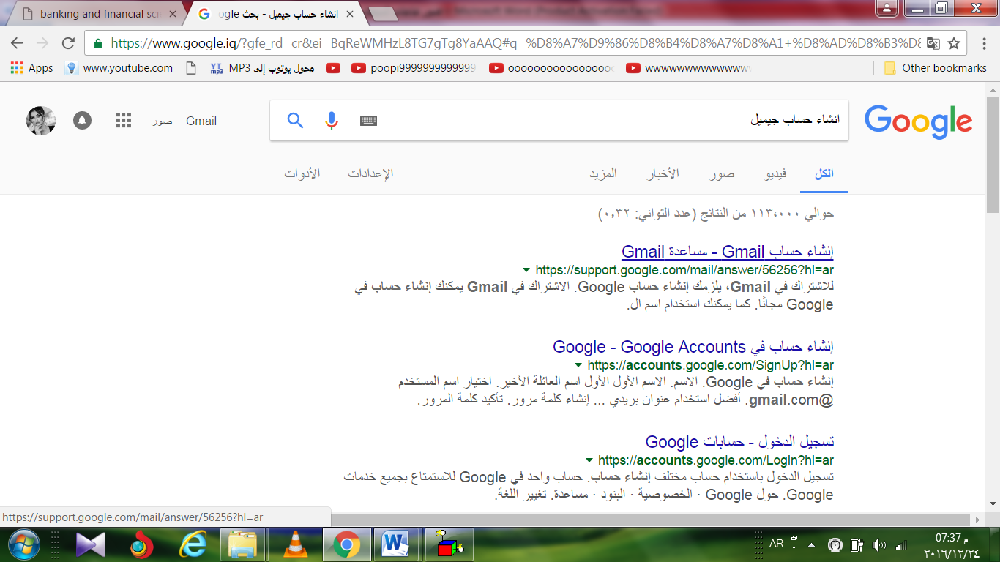 banking and financial scie
انشاء حساب جيميل - بحث Google
https://www.google.iq/?gfe_rd=cr&ei=BqReWMHzL8TG7gTg8YaAAQ#q=%D8%A7%D9%86%D8%B4%D8%A7%D8%A1+%D8%AD%D8%B3%D8
Apps
www.youtube.com
محول يوتوب إلى MP3
poopi9999999999999
oooooooooooooooooo
wwwwwwwwwwwww
Other bookmarks
Google
انشاء حساب جيميل
Gmail
صور
الكل
فيديو
صور
الأخبار
المزيد
الإعدادات
الأدوات
حوالي ١١٣،٠٠٠ من النتائج (عدد الثواني: ٠،٣٢)
إنشاء حساب Gmail - مساعدة Gmail
https://support.google.com/mail/answer/56256?hl=ar
للاشتراك في Gmail، يلزمك إنشاء حساب Google. الاشتراك في Gmail يمكنك إنشاء حساب في
Google مجانًا. كما يمكنك استخدام اسم ال.
إنشاء حساب في Google - Google Accounts
https://accounts.google.com/SignUp?hl=ar
إنشاء حساب في Google. الاسم. الاسم الأول الأول اسم العائلة الأخير. اختيار اسم المستخدم
@gmail.com. أفضل استخدام عنوان بريدي ... إنشاء كلمة مرور. تأكيد كلمة المرور.
تسجيل الدخول - حسابات Google
https://accounts.google.com/Login?hl=ar
تسجيل الدخول باستخدام حساب مختلف إنشاء حساب. حساب واحد في Google للاستمتاع بجميع خدمات
Google. حول Google · الخصوصية · البنود · مساعدة. تغيير اللغة.
https://support.google.com/mail/answer/56256?hl=ar
AR
07:37 م
٢٠١٦/١٢/٢٤